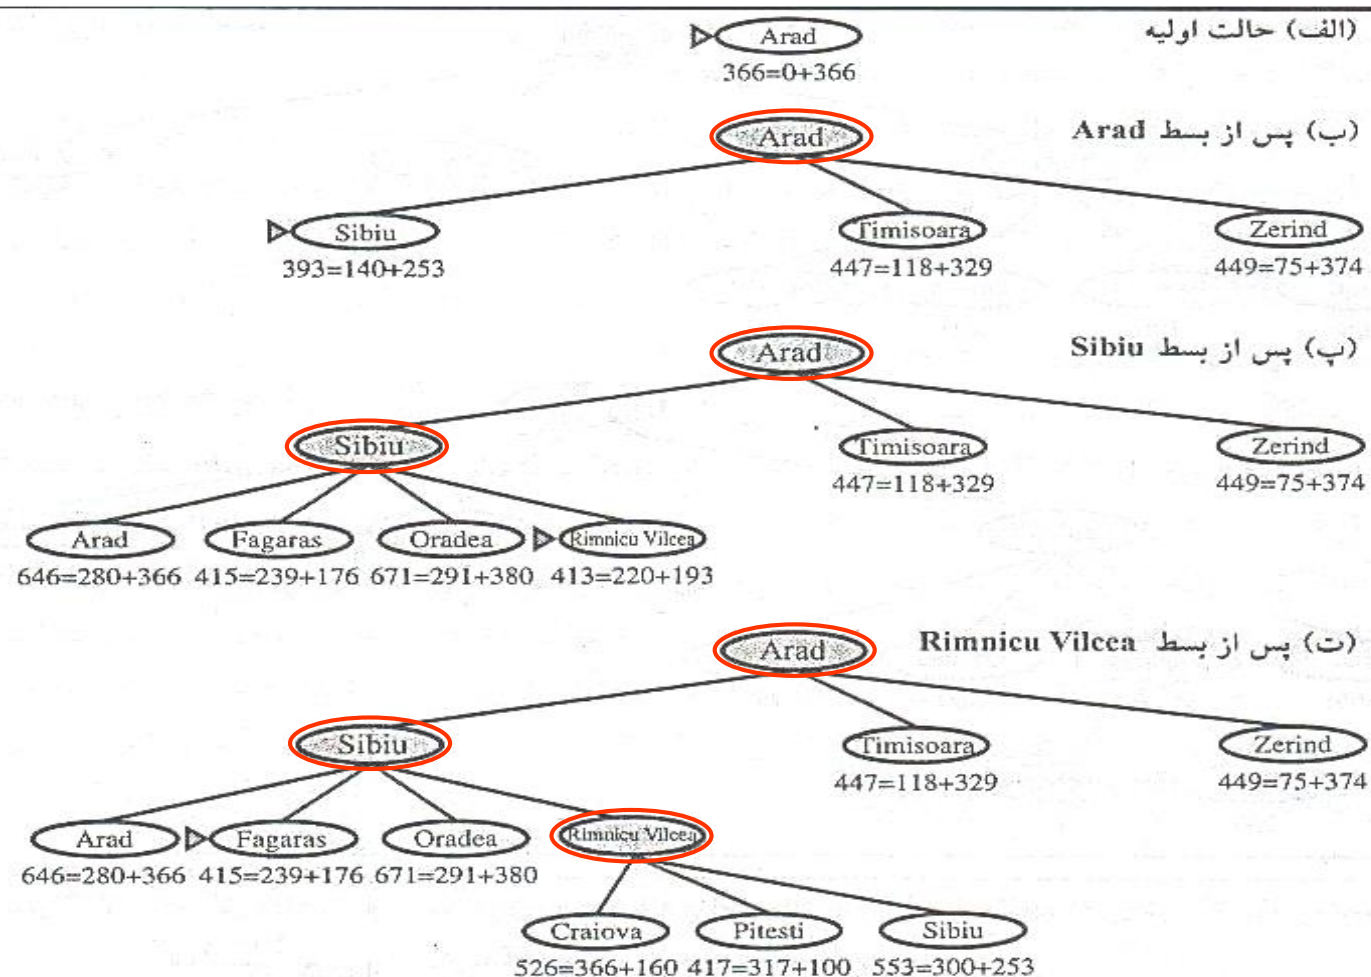 (الف) حالت اولیه
Arad
366=0+366
(ب) پس از بسط Arad
Arad
Sibiu Timisoara Zerind
393=140+253 447=118+329 449=75+374
(پ) پس از بسط Sibiu
Arad
Sibiu Timisoara Zerind
447=118+329 449=75+374
Arad Fagaras Oradea Rimnicu Vilcea
646=280+366 415=239+176 671=291+380 413=220+193
(ت) پس از بسط Rimnicu Vilcea
Arad
Sibiu Timisoara Zerind
447=118+329 449=75+374
Arad Fagaras Oradea Rimnicu Vilcea
646=280+366 415=239+176 671=291+380
Craiova Pitesti Sibiu
526=366+160 417=317+100 553=300+253